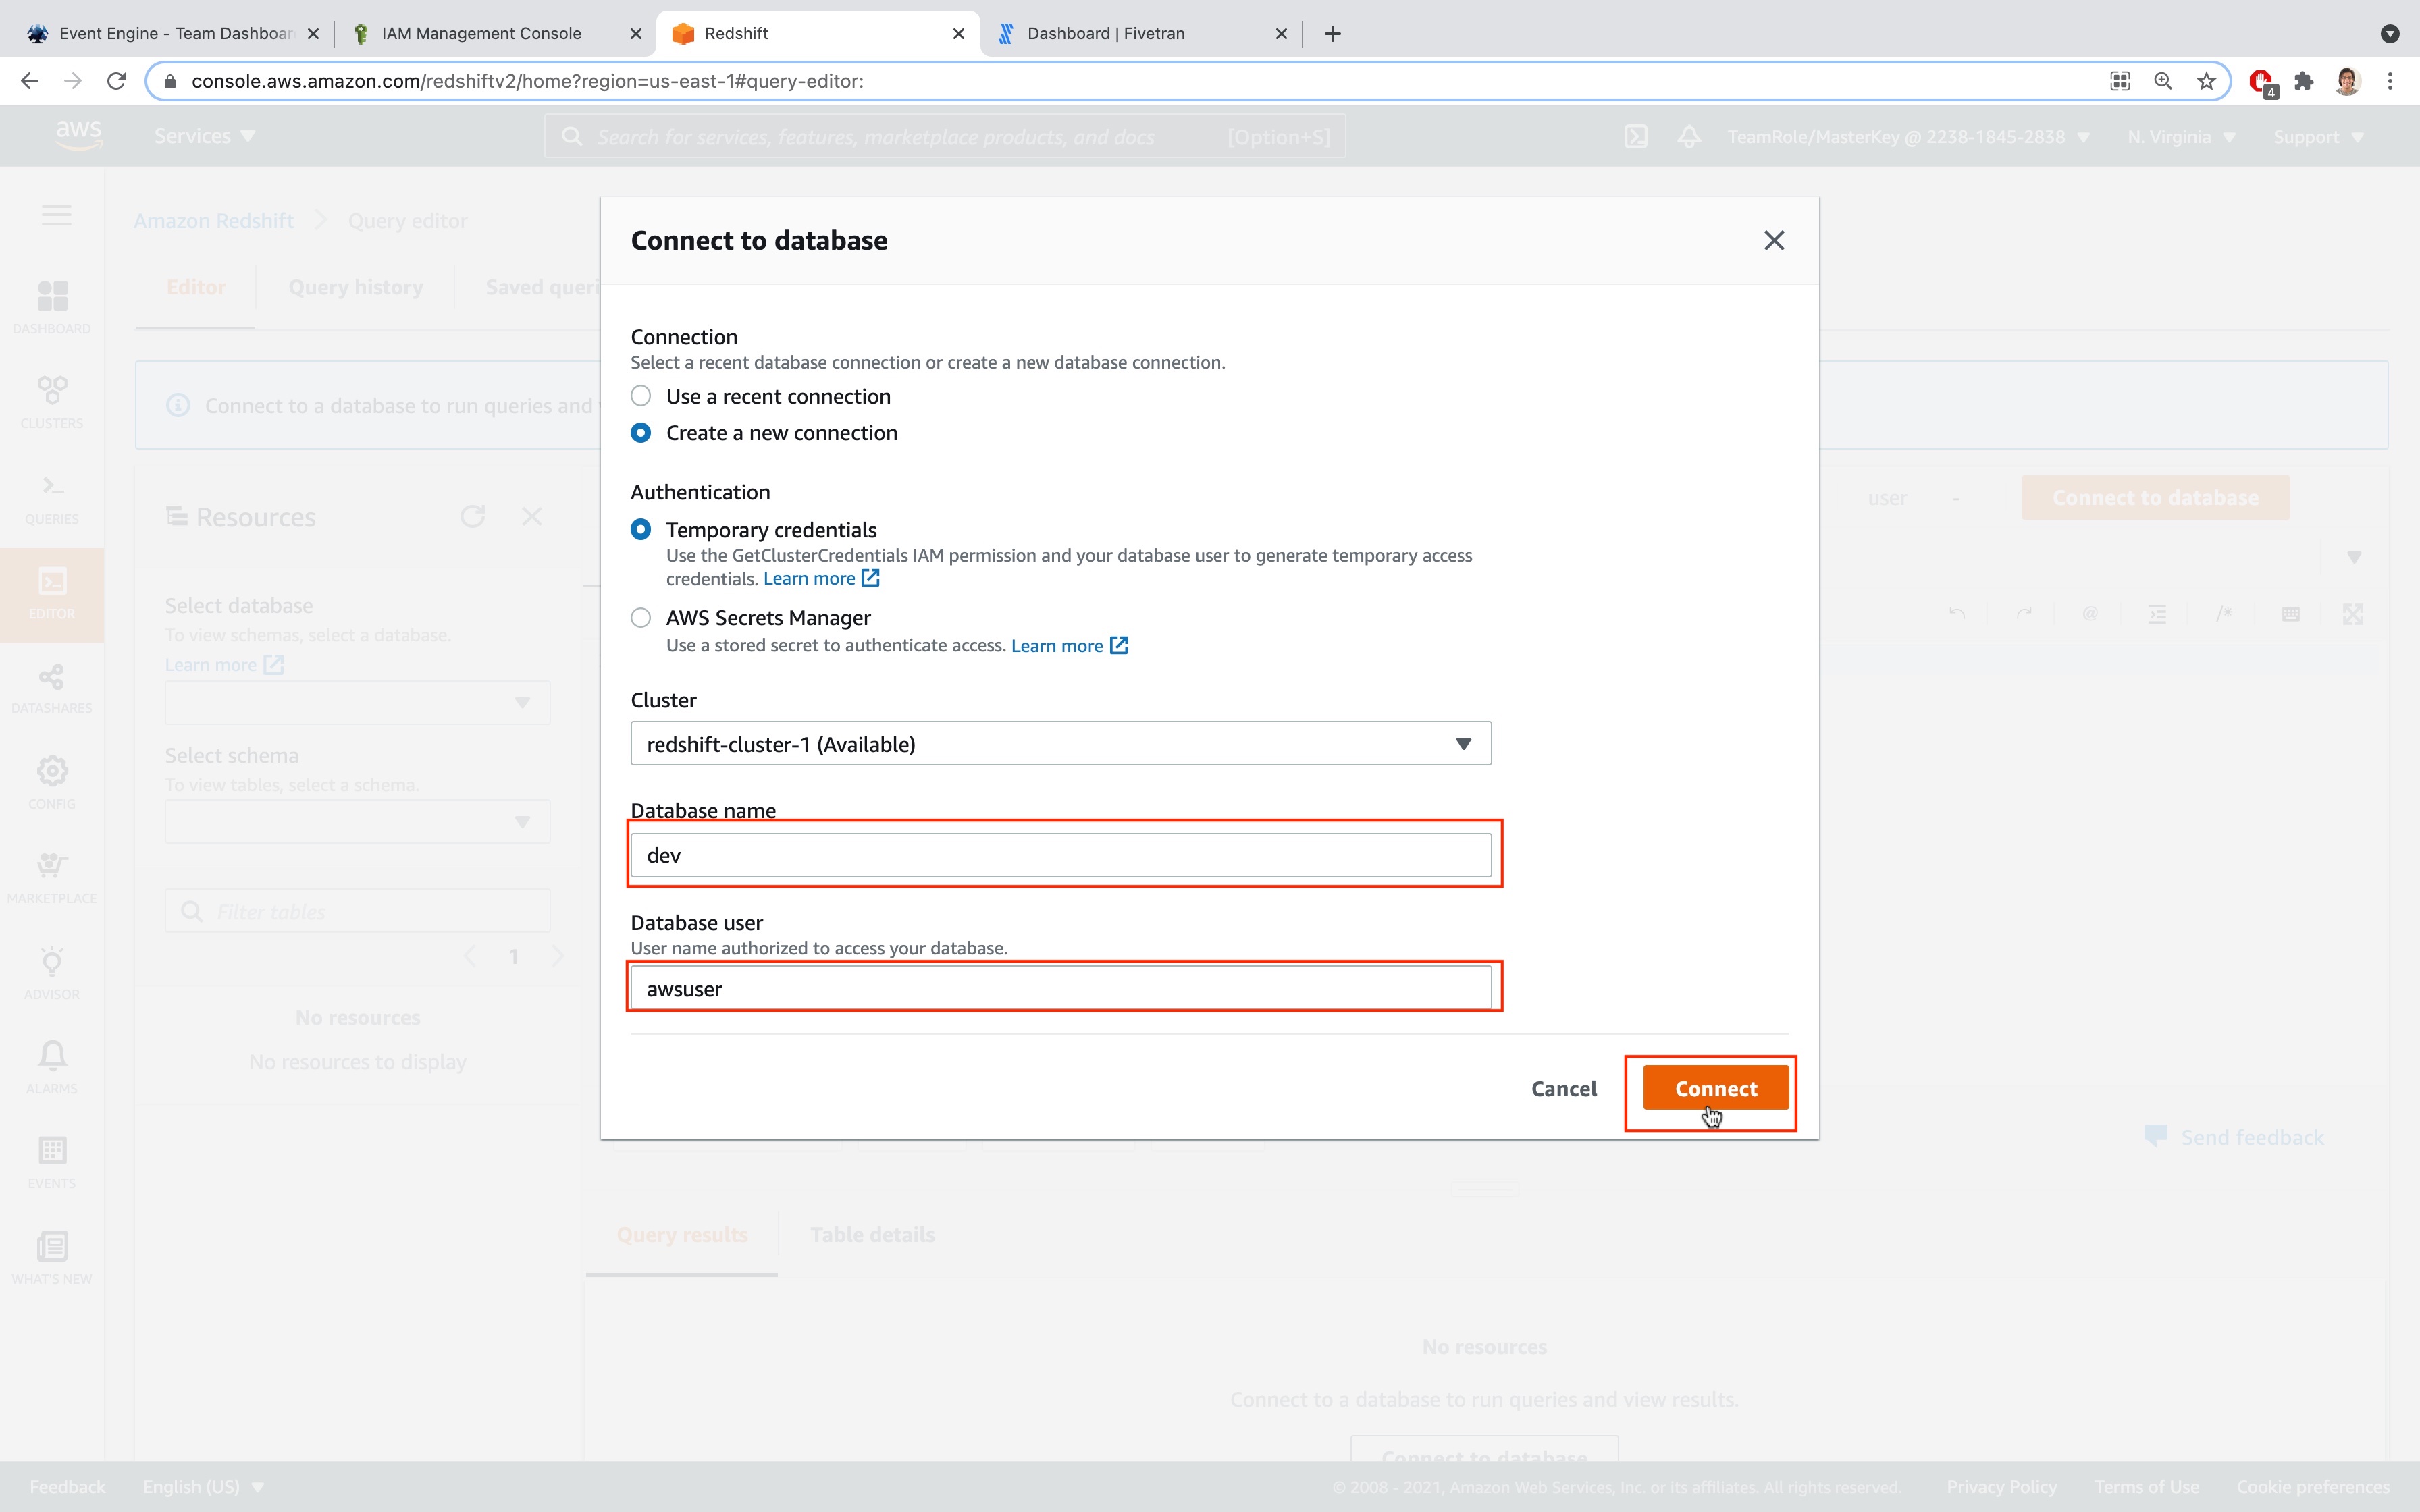 Event Engine - Team Dashboar
IAM Management Console
Redshift
Dashboard | Fivetran
console.aws.amazon.com/redshiftv2/home?region=us-east-1#query-editor:
4
aws
Services
Search for services, features, marketplace products, and docs
[Option+S]
TeamRole/MasterKey @ 2238-1845-2838
N. Virginia
Support
Amazon Redshift
Query editor
Editor
Query history
Saved queri
DASHBOARD
CLUSTERS
QUERIES
EDITOR
DATASHARES
CONFIG
MARKETPLACE
ADVISOR
ALARMS
EVENTS
WHAT'S NEW
Connect to a database to run queries and
Resources
Select database
To view schemas, select a database.
Learn more
Select schema
To view tables, select a schema.
Filter tables
1
No resources
No resources to display
Connect to database
Connection
Select a recent database connection or create a new database connection.
Use a recent connection
Create a new connection
Authentication
Temporary credentials
Use the GetClusterCredentials IAM permission and your database user to generate temporary access
credentials. Learn more
AWS Secrets Manager
Use a stored secret to authenticate access. Learn more
Cluster
redshift-cluster-1 (Available)
Database name
dev
Database user
User name authorized to access your database.
awsuser
Cancel
Connect
user
-
Connect to database
@
/*
Send feedback
Query results
Table details
No resources
Connect to a database to run queries and view results.
Connect to database
Feedback
English (US)
© 2008 - 2021, Amazon Web Services, Inc. or its affiliates. All rights reserved.
Privacy Policy
Terms of Use
Cookie preferences